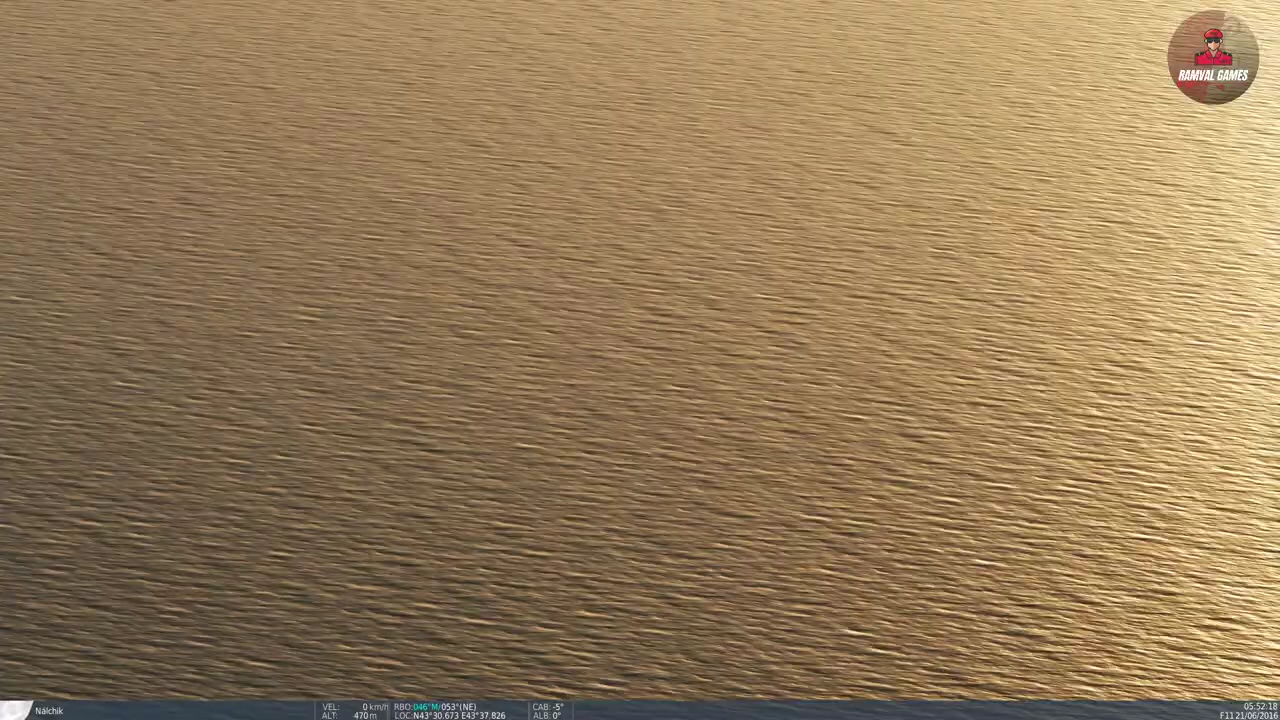 RAMVAL GAMES
Nálchik
VEL: 0 km/h
ALT: 470 m
RBO:046°M/053°(NE)
LOC:N43°30.673 E43°37.826
CAB: -5°
ALB: 0°
05:52:18
F11 21/06/2016